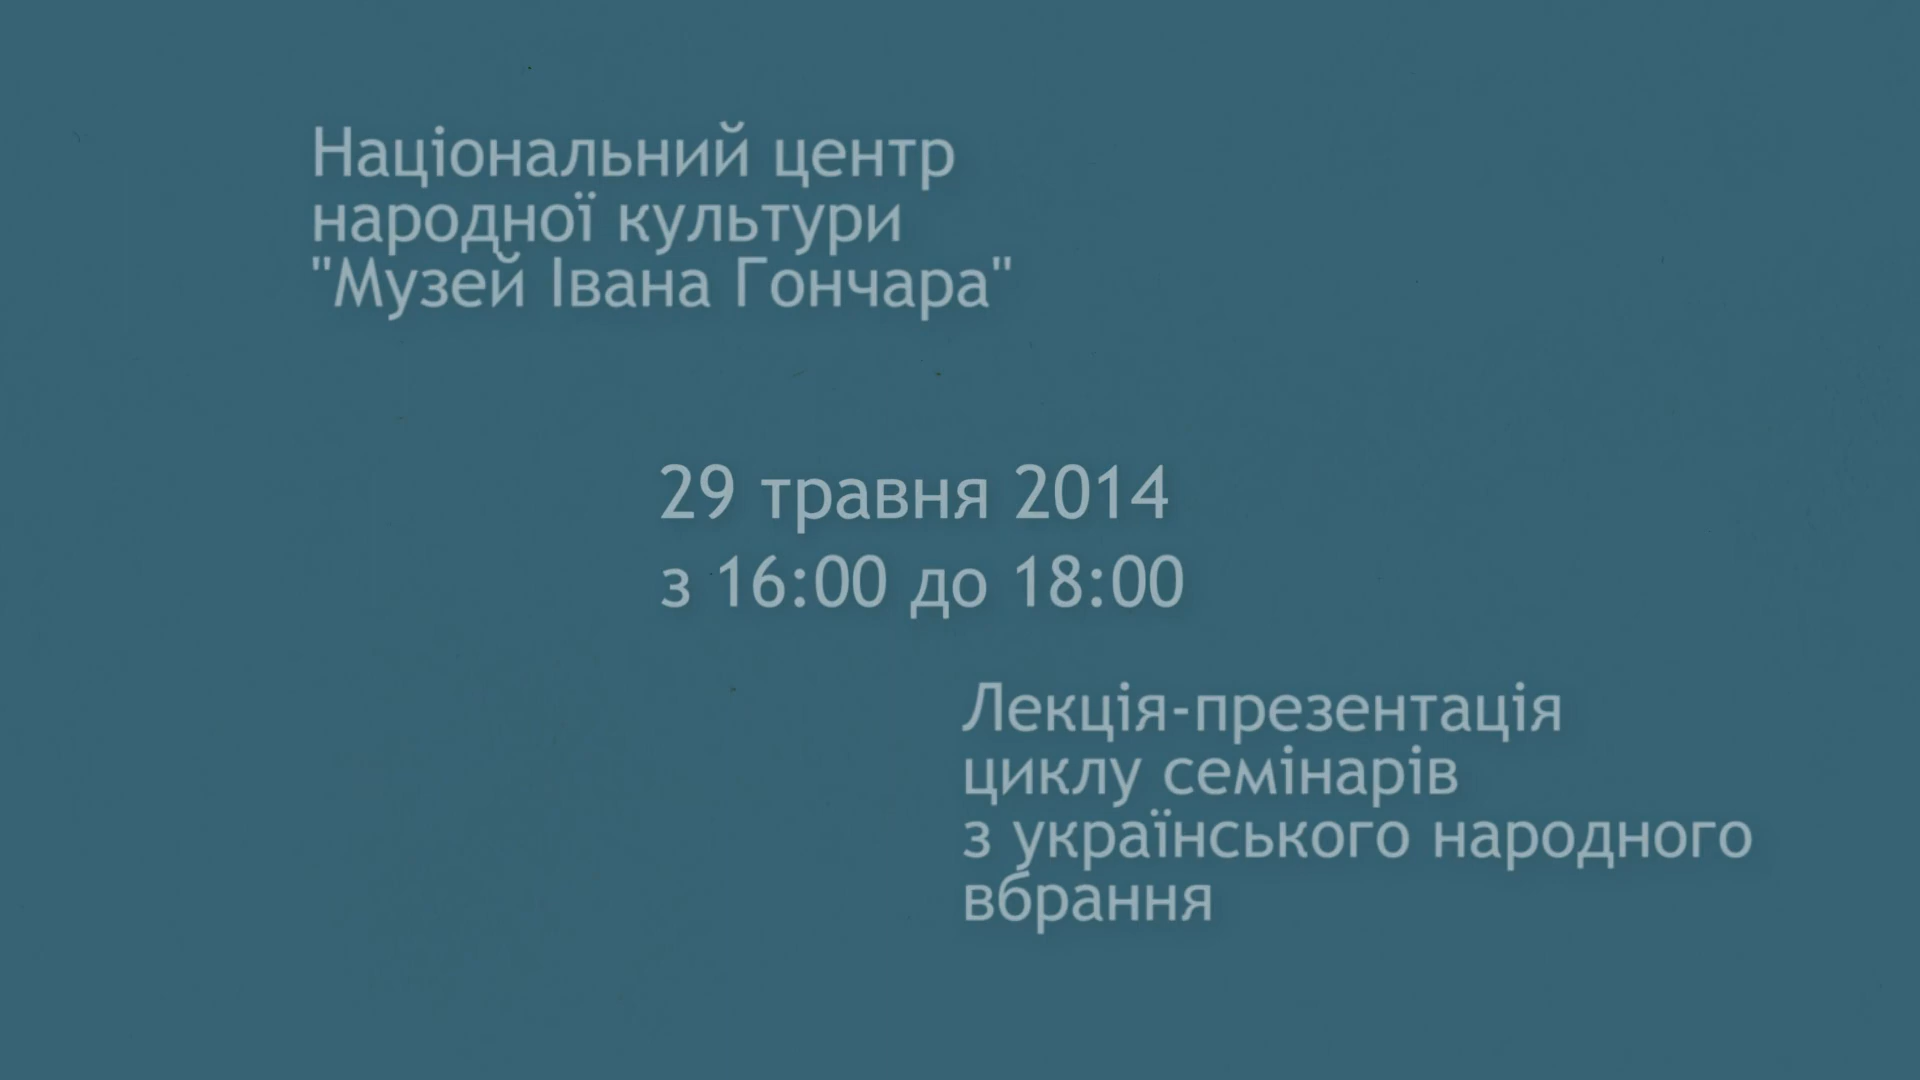 Національний центр
народної культури
"Музей Івана Гончара"
29 травня 2014
з 16:00 до 18:00
Лекція-презентація
циклу семінарів
з українського народного
вбрання